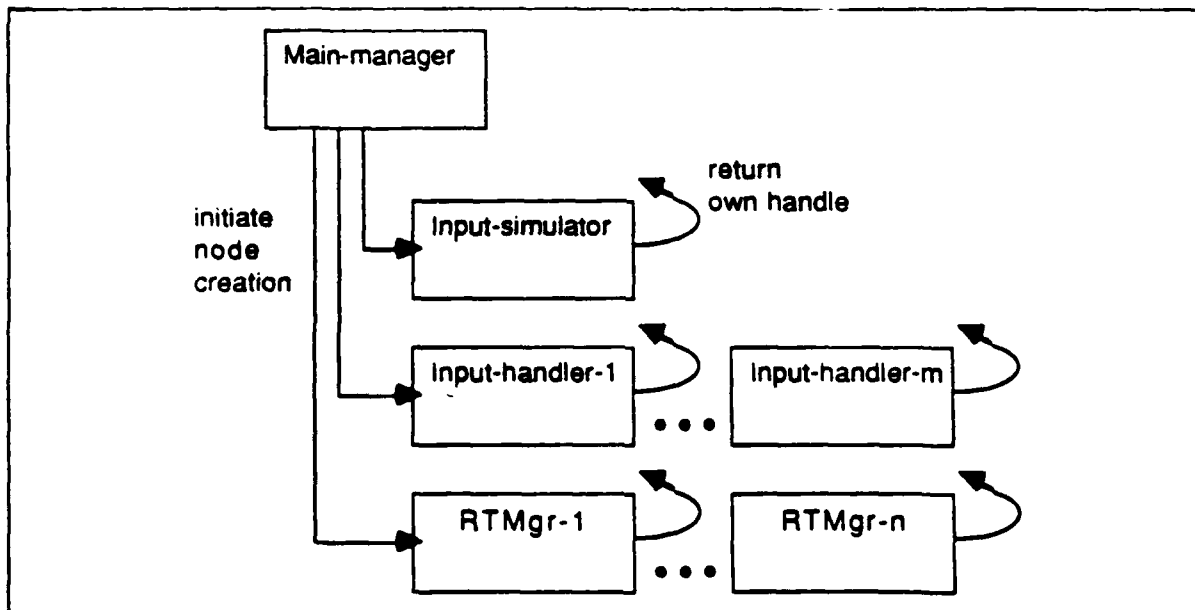 Main-manager
return
own handle
initiate
node
creation
Input-simulator
Input-handler-1
Input-handler-m
RTMgr-1
RTMgr-n